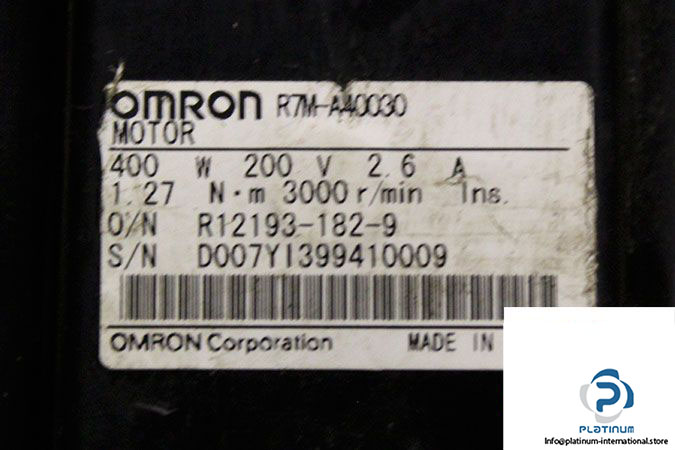 OMRON R7M-A40030
MOTOR
400 W 200 V 2.6 A
1.27 N·m 3000 r/min Ins.
O/N R12193-182-9
S/N D007YI399410009
OMRON Corporation MADE IN
PLATINUM
Info@platinum-international.store